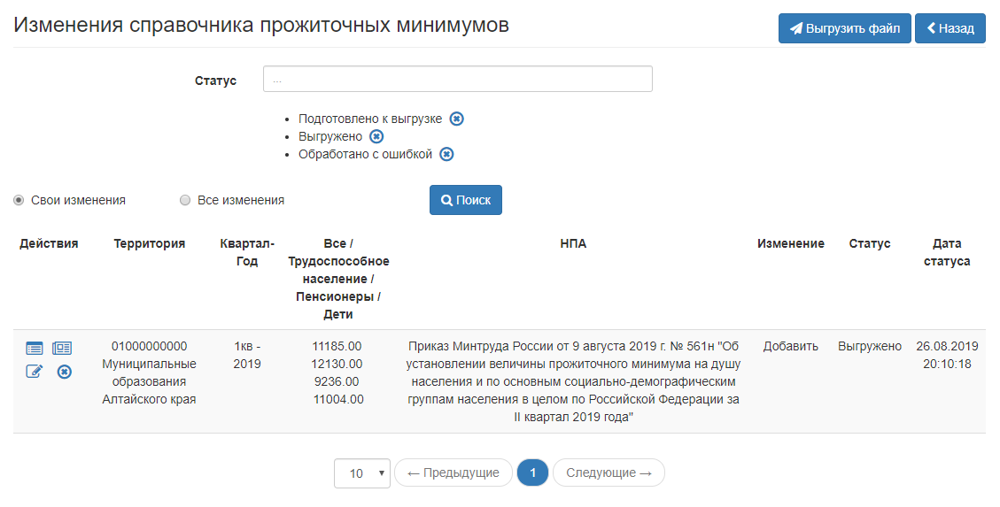 Изменения справочника прожиточных минимумов
Выгрузить файл
Назад
Статус
...
Подготовлено к выгрузке
Выгружено
Обработано с ошибкой
Свои изменения
Все изменения
Поиск
Действия
Территория
Квартал-
Год
Все /
Трудоспособное
население /
Пенсионеры /
Дети
НПА
Изменение
Статус
Дата
статуса
01000000000
Муниципальные
образования
Алтайского края
1кв -
2019
11185.00
12130.00
9236.00
11004.00
Приказ Минтруда России от 9 августа 2019 г. № 561н "Об
установлении величины прожиточного минимума на душу
населения и по основным социально-демографическим
группам населения в целом по Российской Федерации за
II квартал 2019 года"
Добавить
Выгружено
26.08.2019
20:10:18
10
← Предыдущие
1
Следующие →